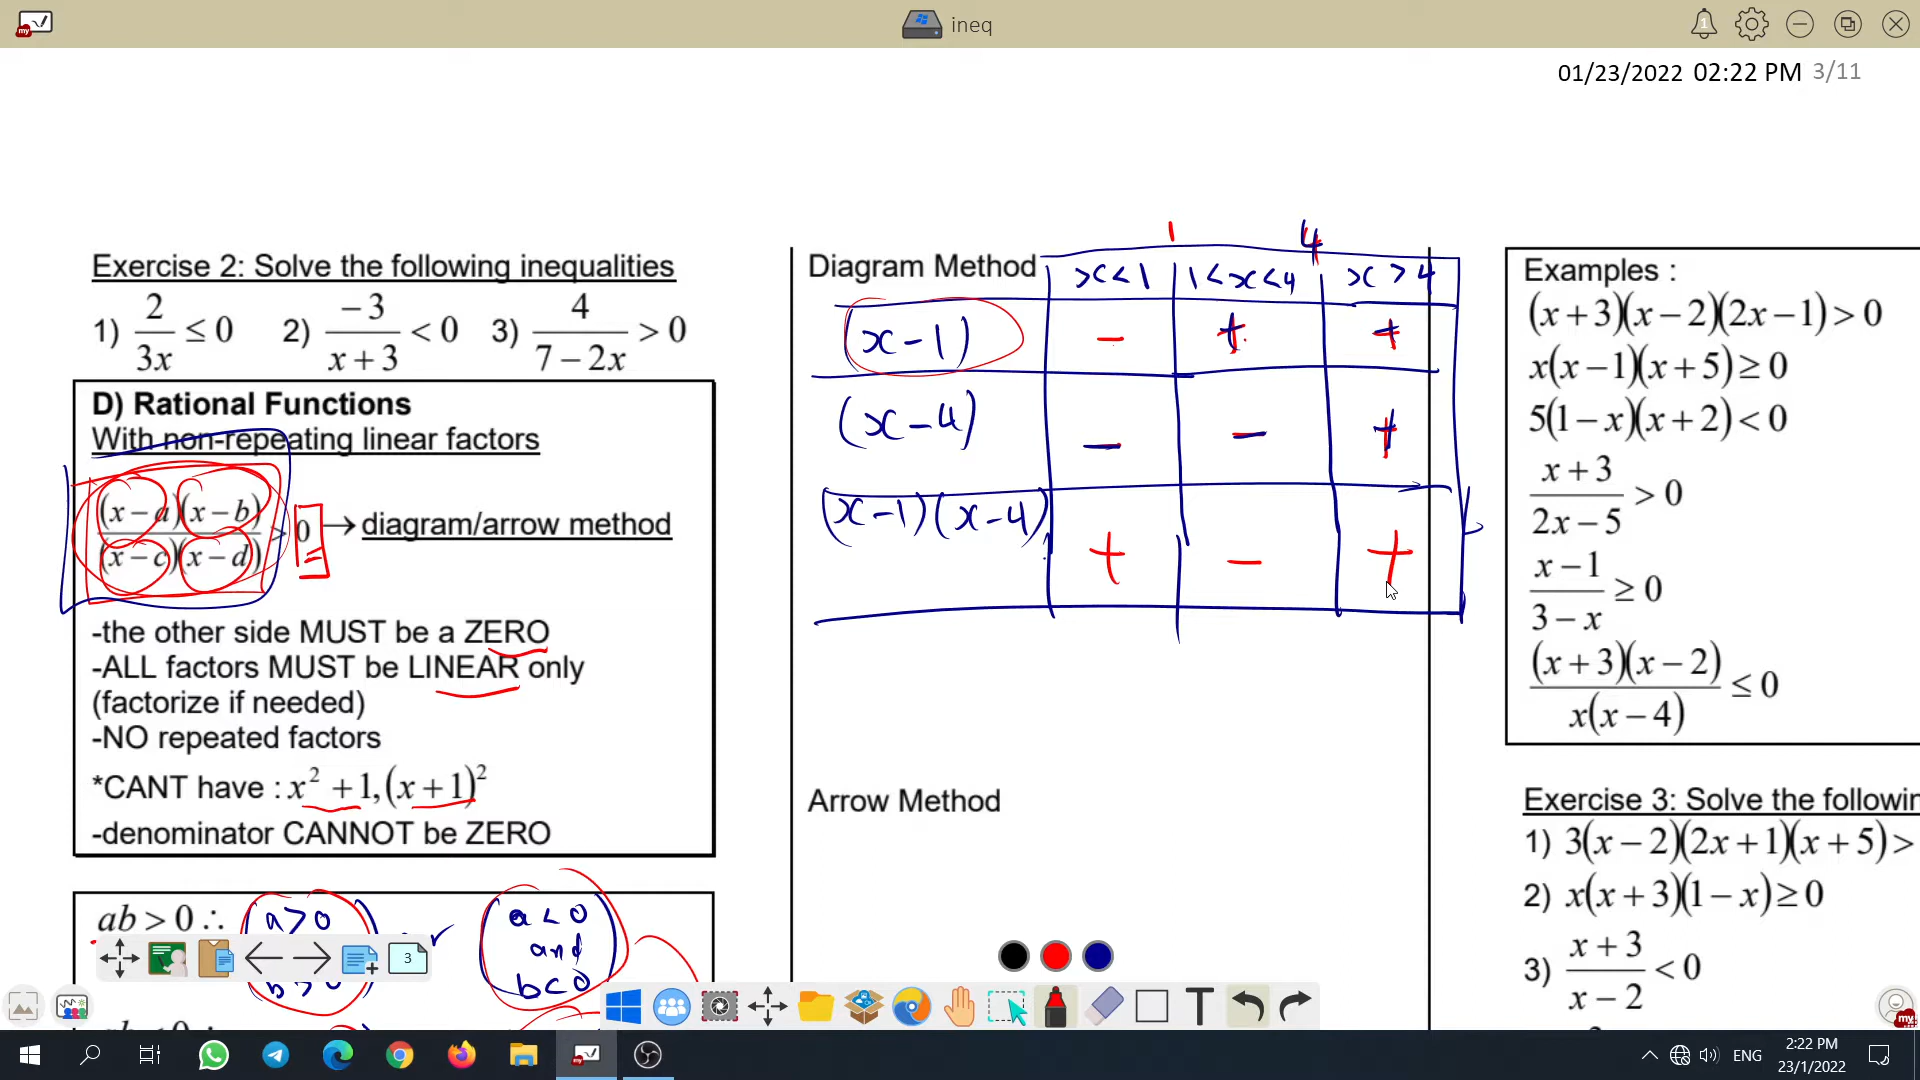 ineq
01/23/2022 02:22 PM 3/11
Exercise 2: Solve the following inequalities
1) 2/3x ≤ 0 2) -3/x+3 < 0 3) 4/7-2x > 0
D) Rational Functions
With non-repeating linear factors
(x-a)(x-b)/(x-c)(x-d) > 0 → diagram/arrow method
-the other side MUST be a ZERO
-ALL factors MUST be LINEAR only
(factorize if needed)
-NO repeated factors
*CANT have : x² + 1, (x+1)²
-denominator CANNOT be ZERO
ab > 0 ∴ a > 0
a < 0
and
b < 0
3
Diagram Method
1 4
x < 1 1 < x < 4 x > 4
(x-1) - + +
(x-4) - - +
(x-1)(x-4) + - +
Arrow Method
Examples :
(x+3)(x-2)(2x-1) > 0
x(x-1)(x+5) ≥ 0
5(1-x)(x+2) < 0
x+3/2x-5 > 0
x-1/3-x ≥ 0
(x+3)(x-2)/x(x-4) ≤ 0
Exercise 3: Solve the followin
1) 3(x-2)(2x+1)(x+5) >
2) x(x+3)(1-x) ≥ 0
3) x+3/x-2 < 0
ENG
2:22 PM
23/1/2022